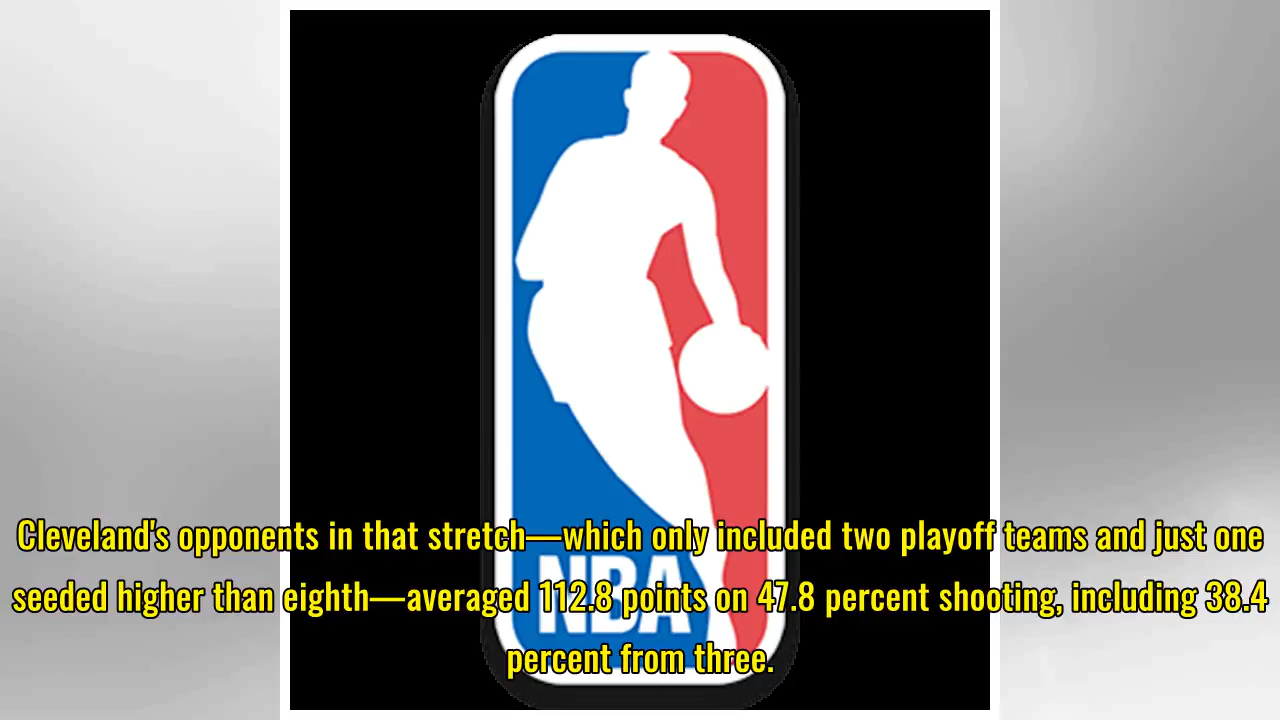 Cleveland's opponents in that stretch—which only included two playoff teams and just one
seeded higher than eighth—averaged 112.8 points on 47.8 percent shooting, including 38.4
percent from three.
NBA